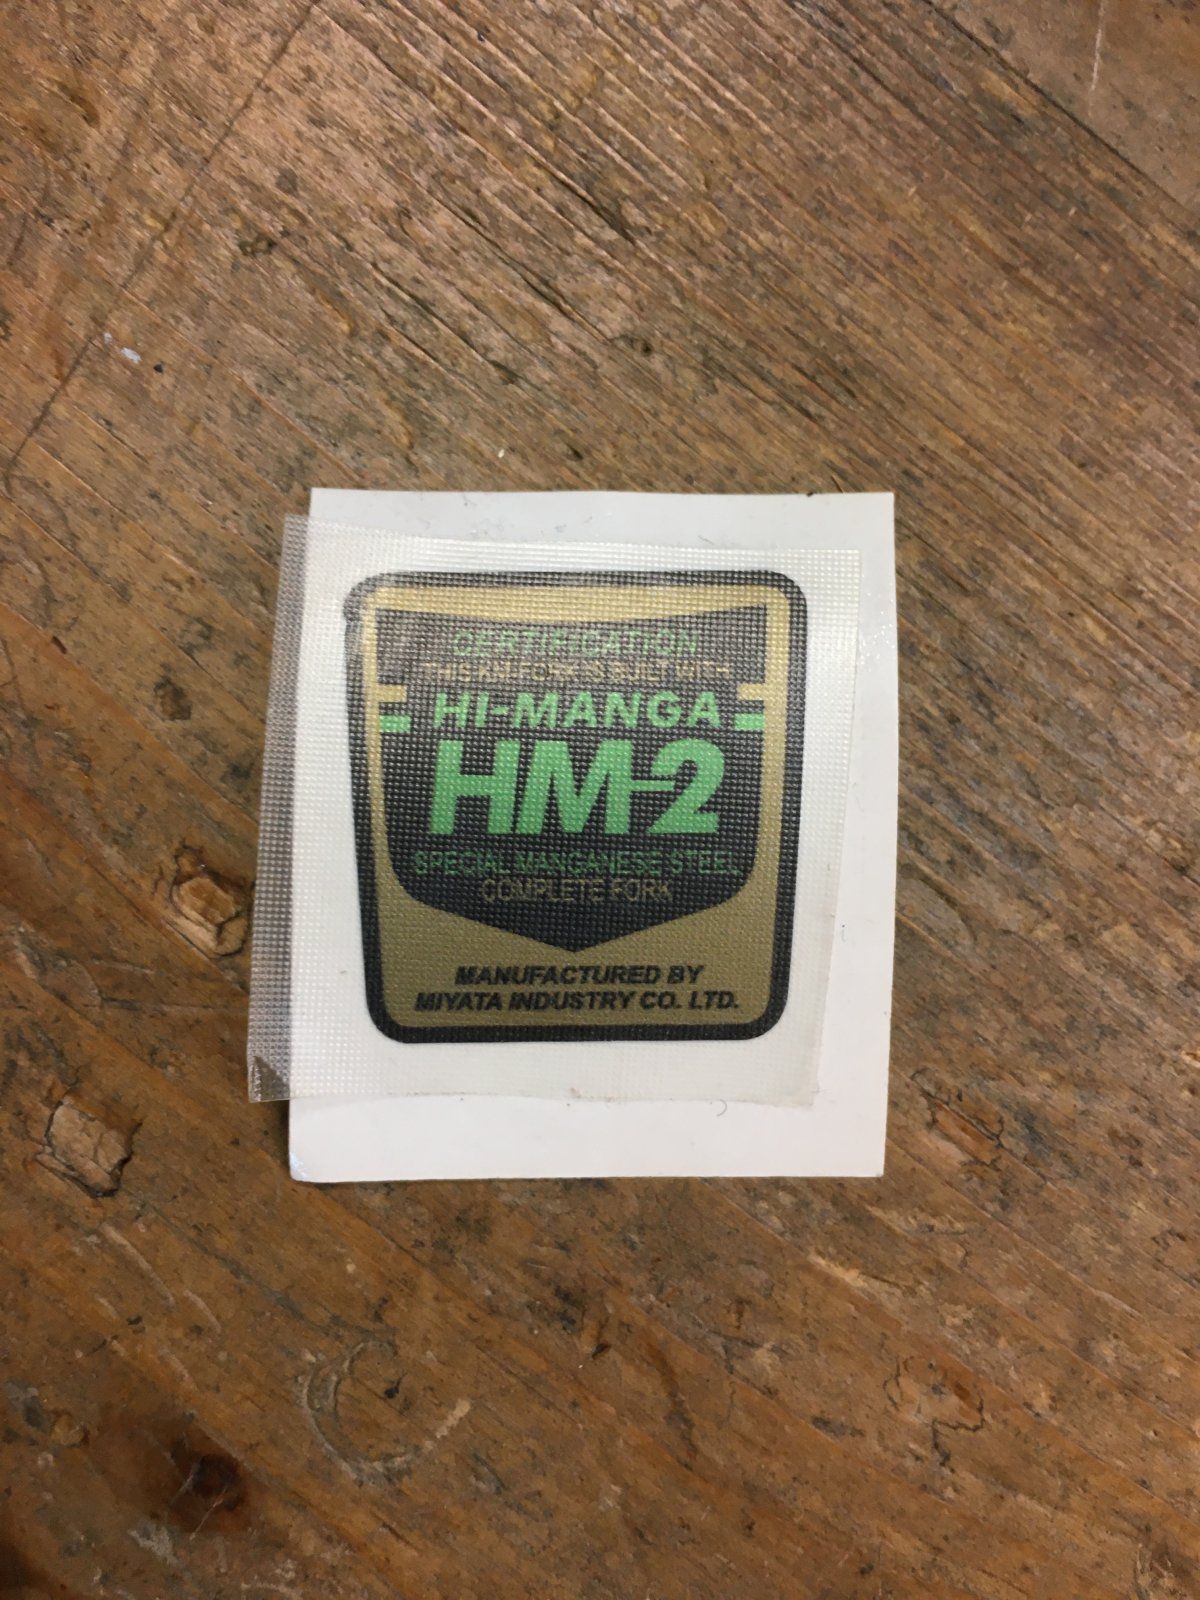 CERTIFICATION
THIS KNI-FORK IS BUILT WITH
HI-MANGA
HM-2
SPECIAL MANGANESE STEEL
COMPLETE FORK
MANUFACTURED BY
MIYATA INDUSTRY CO. LTD.